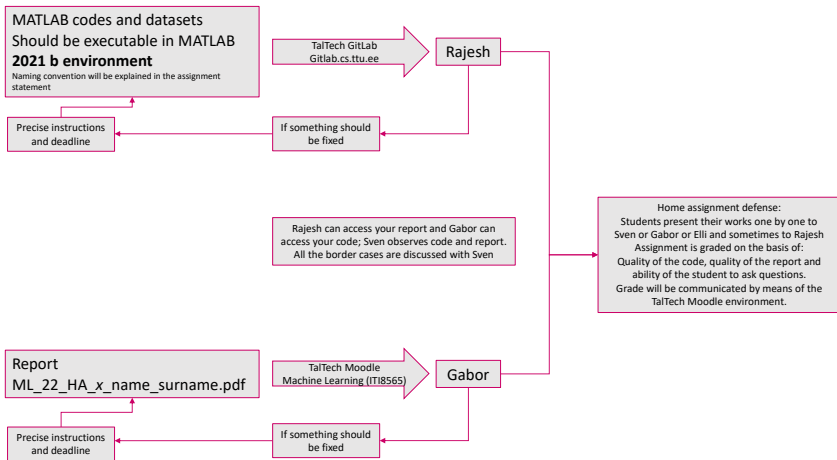 MATLAB codes and datasets
Should be executable in MATLAB
2021 b environment
Naming convention will be explained in the assignment
statement
TalTech GitLab
Gitlab.cs.ttu.ee
Rajesh
Precise instructions
and deadline
If something should
be fixed
Rajesh can access your report and Gabor can
access your code; Sven observes code and report.
All the border cases are discussed with Sven
Home assignment defense:
Students present their works one by one to
Sven or Gabor or Elli and sometimes to Rajesh
Assignment is graded on the basis of:
Quality of the code, quality of the report and
ability of the student to ask questions.
Grade will be communicated by means of the
TalTech Moodle environment.
Report
ML_22_HA_x_name_surname.pdf
TalTech Moodle
Machine Learning (ITI8565)
Gabor
Precise instructions
and deadline
If something should
be fixed